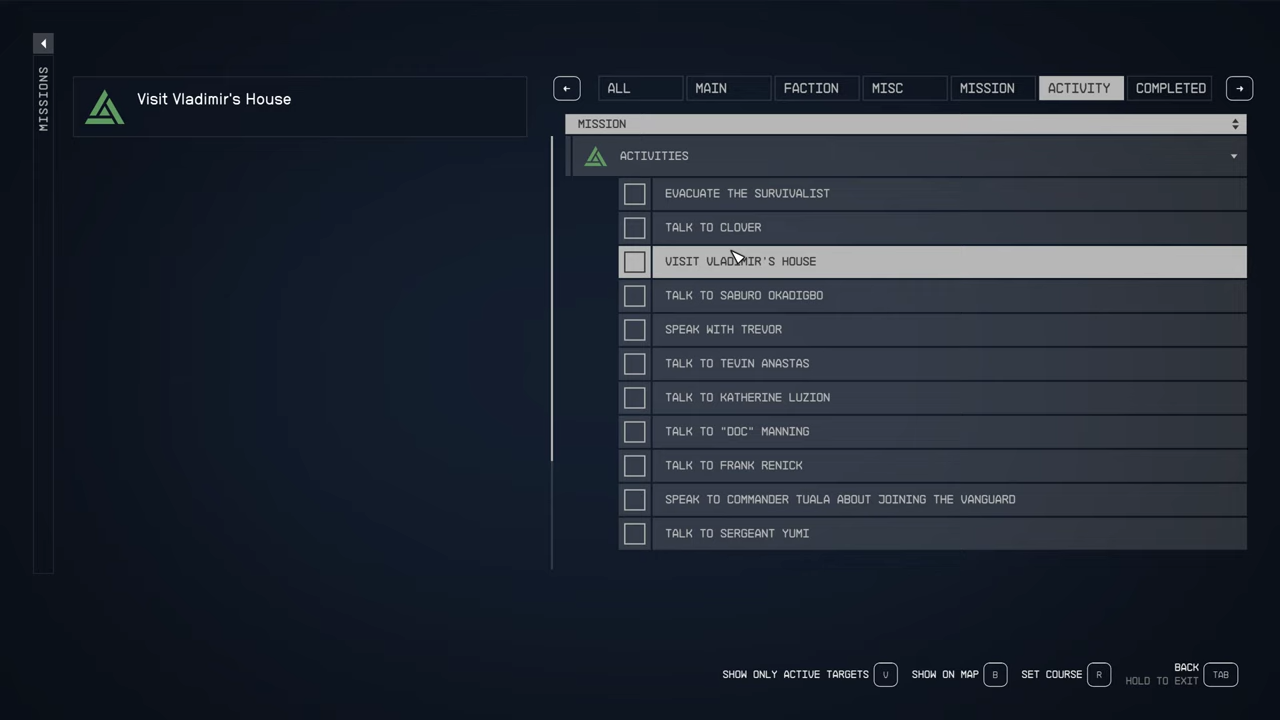 MISSIONS
Visit Vladimir's House
ALL MAIN FACTION MISC MISSION ACTIVITY COMPLETED
MISSION
ACTIVITIES
EVACUATE THE SURVIVALIST
TALK TO CLOVER
VISIT VLADIMIR'S HOUSE
TALK TO SABURO OKADIGBO
SPEAK WITH TREVOR
TALK TO TEVIN ANASTAS
TALK TO KATHERINE LUZION
TALK TO "DOC" MANNING
TALK TO FRANK RENICK
SPEAK TO COMMANDER TUALA ABOUT JOINING THE VANGUARD
TALK TO SERGEANT YUMI
SHOW ONLY ACTIVE TARGETS V SHOW ON MAP B SET COURSE R BACK TAB
HOLD TO EXIT